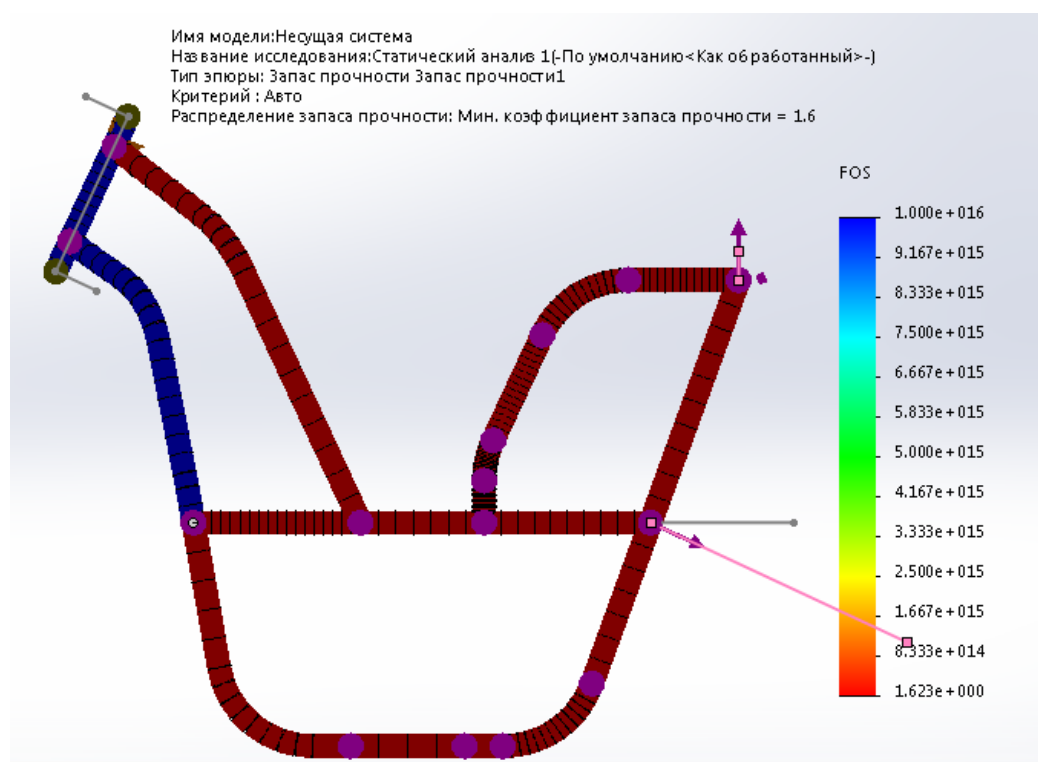 Имя модели:Несущая система
Название исследования:Статический анализ 1(-По умолчанию<Как обработанный>-)
Тип эпюры: Запас прочности Запас прочности1
Критерий : Авто
Распределение запаса прочности: Мин. коэффициент запаса прочности = 1.6
FOS
1.000e+016
9.167e+015
8.333e+015
7.500e+015
6.667e+015
5.833e+015
5.000e+015
4.167e+015
3.333e+015
2.500e+015
1.667e+015
8.333e+014
1.623e+000